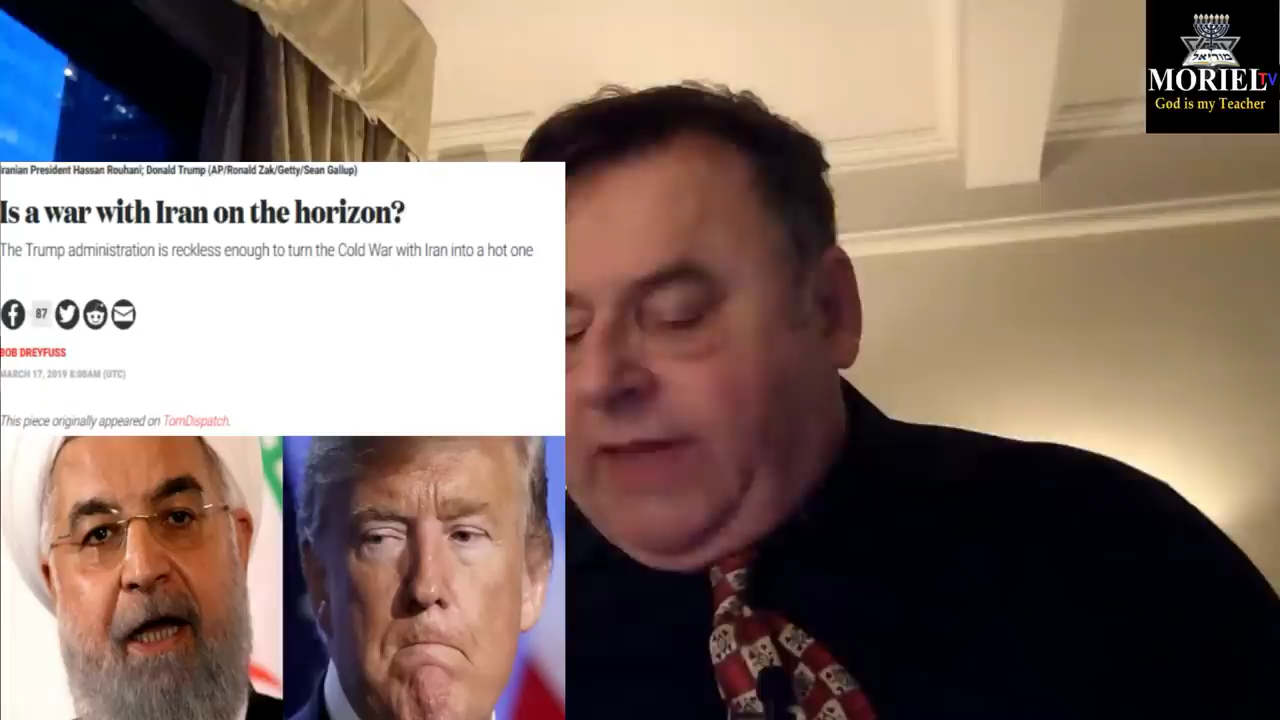 Iranian President Hassan Rouhani; Donald Trump (AP/Ronald Zak/Getty/Sean Gallup)
Is a war with Iran on the horizon?
The Trump administration is reckless enough to turn the Cold War with Iran into a hot one
87
BOB DREYFUSS
MARCH 17, 2019 8:00AM (UTC)
This piece originally appeared on TomDispatch.
מוריאל
MORIEL TV
God is my Teacher